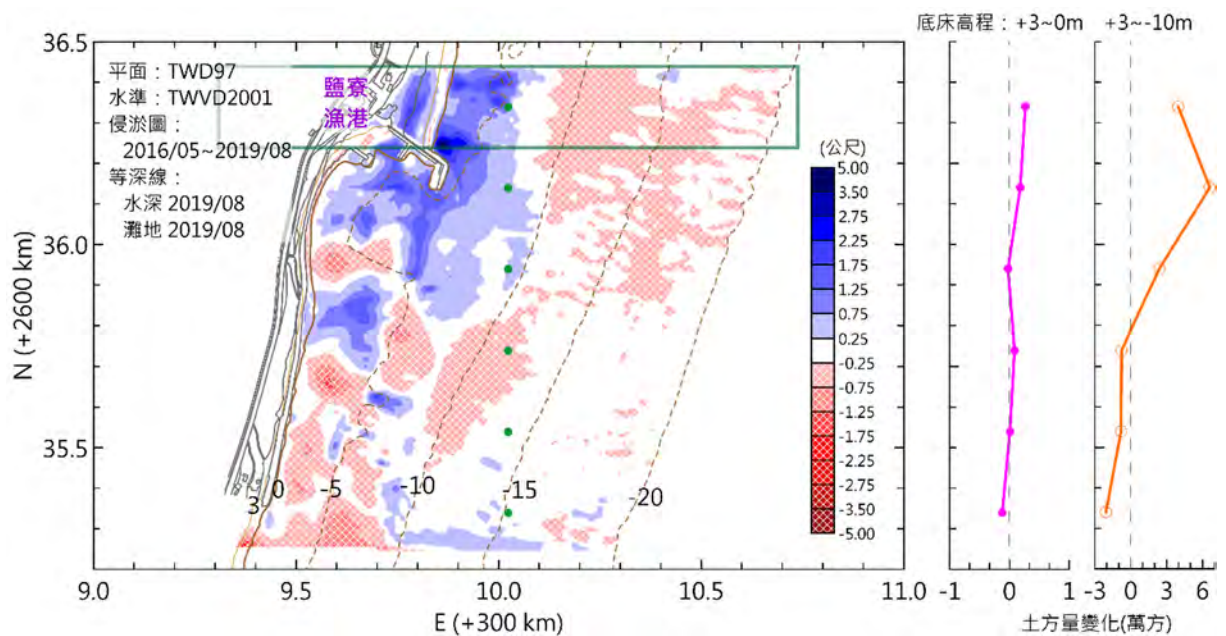 底床高程：+3~0m +3~-10m
36.5
36.0
35.5
N (+2600 km)
平面：TWD97
水準：TWVD2001
侵淤圖：
2016/05~2019/08
等深線：
水深 2019/08
灘地 2019/08
鹽寮
漁港
(公尺)
5.00
3.50
2.75
2.25
1.75
1.25
0.75
0.25
-0.25
-0.75
-1.25
-1.75
-2.25
-2.75
-3.50
-5.00
3 0 -5 -10 -15 -20
9.0 9.5 10.0 10.5 11.0
E (+300 km)
-1 0 1
-3 0 3 6
土方量變化(萬方)